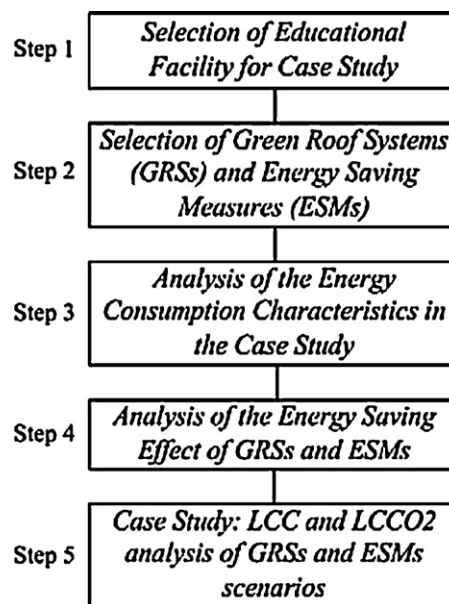 Step 1
Selection of Educational
Facility for Case Study
Step 2
Selection of Green Roof Systems
(GRSs) and Energy Saving
Measures (ESMs)
Step 3
Analysis of the Energy
Consumption Characteristics in
the Case Study
Step 4
Analysis of the Energy Saving
Effect of GRSs and ESMs
Step 5
Case Study: LCC and LCCO2
analysis of GRSs and ESMs
scenarios